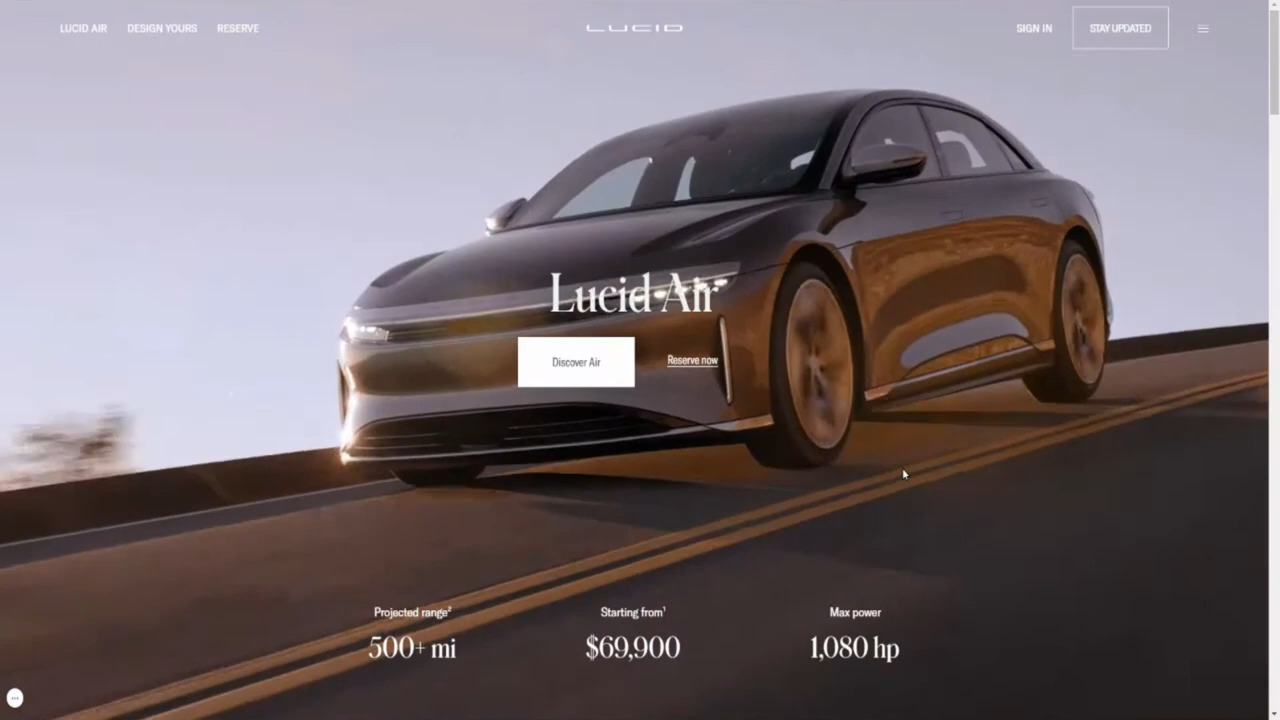 LUCID AIR DESIGN YOURS RESERVE LUCID SIGN IN STAY UPDATED
Lucid Air
Discover Air Reserve now
Projected range² Starting from¹ Max power
500+ mi $69,900 1,080 hp